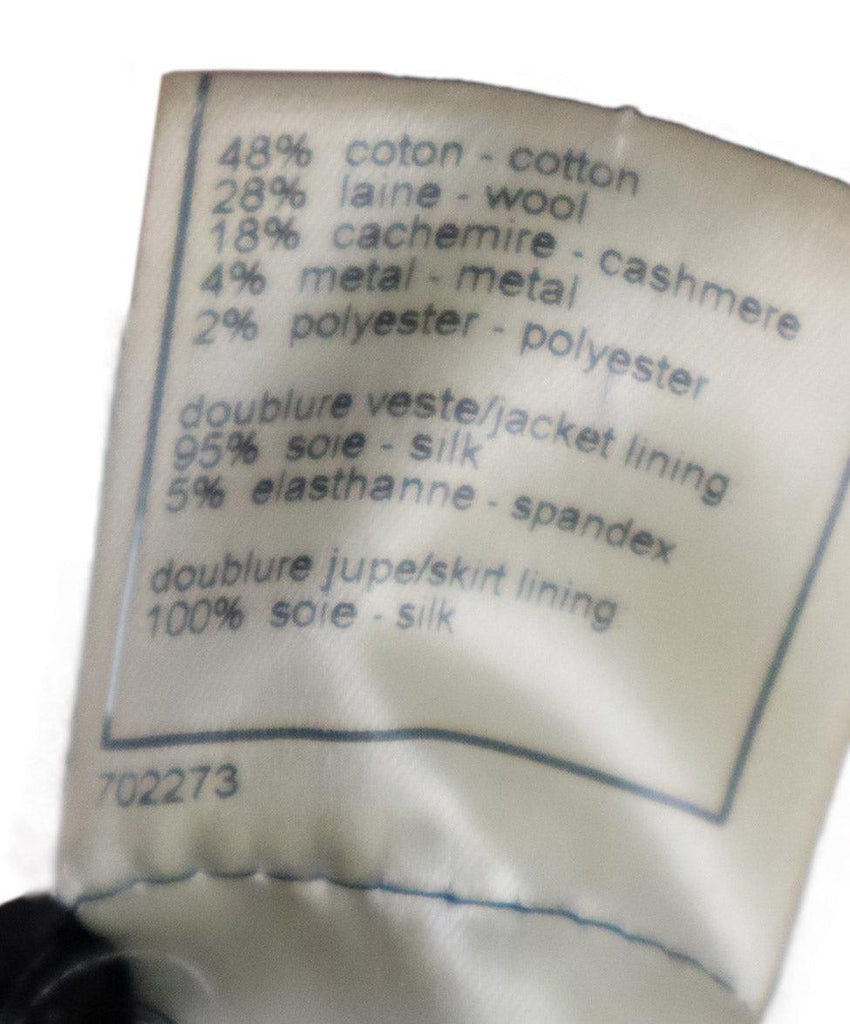 48% coton - cotton
28% laine - wool
18% cachemire - cashmere
4% metal - metal
2% polyester - polyester
doublure veste/jacket lining
95% soie - silk
5% elasthanne - spandex
doublure jupe/skirt lining
100% soie - silk
702273